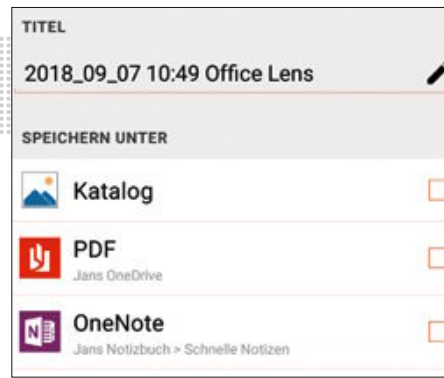 TITEL
2018_09_07 10:49 Office Lens
SPEICHERN UNTER
Katalog
PDF
Jans OneDrive
OneNote
Jans Notizbuch > Schnelle Notizen